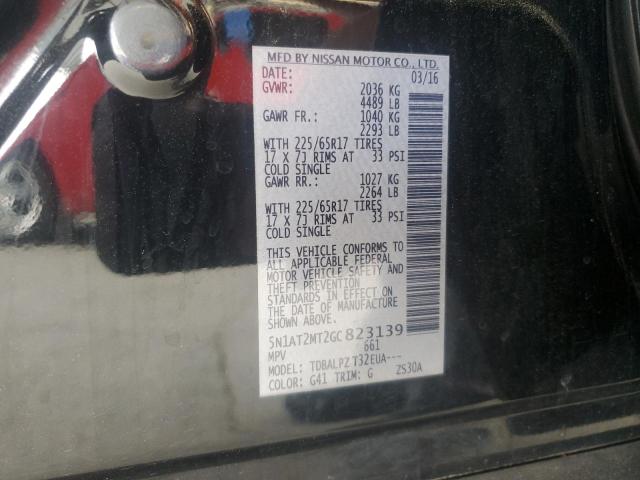 MFD BY NISSAN MOTOR CO., LTD.
DATE: 03/16
GVWR: 2036 KG
4489 LB
GAWR FR.: 1040 KG
2293 LB
WITH 225/65R17 TIRES
17 X 7J RIMS AT 33 PSI
COLD SINGLE
GAWR RR.: 1027 KG
2264 LB
WITH 225/65R17 TIRES
17 X 7J RIMS AT 33 PSI
COLD SINGLE
THIS VEHICLE CONFORMS TO
ALL APPLICABLE FEDERAL
MOTOR VEHICLE SAFETY AND
THEFT PREVENTION
STANDARDS IN EFFECT ON
THE DATE OF MANUFACTURE
SHOWN ABOVE.
5N1AT2MT2GC823139
MPV 661
MODEL: TDBALPZ T32EUA---
COLOR: G41 TRIM: G ZS30A